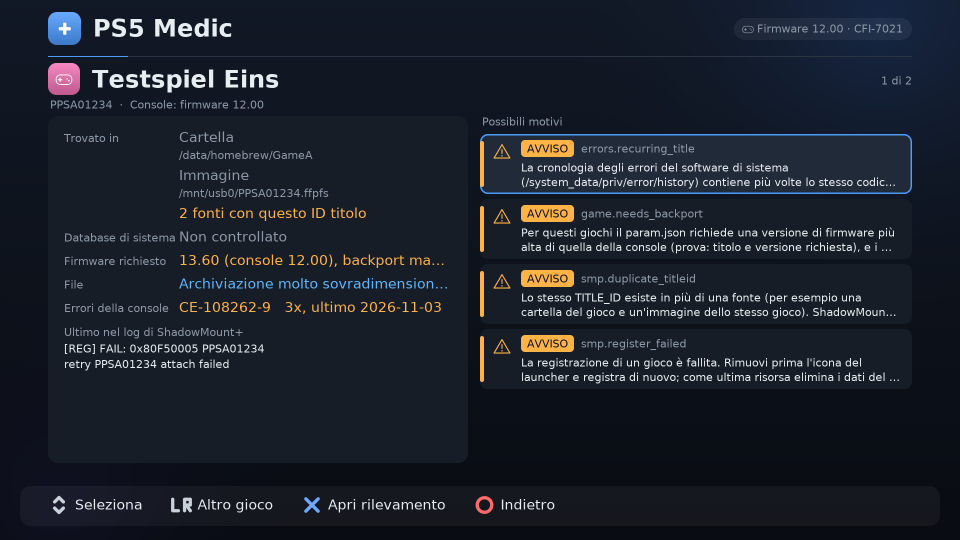 PS5 Medic
Firmware 12.00 · CFI-7021
Testspiel Eins
1 di 2
PPSA01234 · Console: firmware 12.00
Trovato in
Cartella
/data/homebrew/GameA
Immagine
/mnt/usb0/PPSA01234.ffpfs
2 fonti con questo ID titolo
Database di sistema Non controllato
Firmware richiesto 13.60 (console 12.00), backport ma...
File Archiviazione molto sovradimension...
Errori della console CE-108262-9 3x, ultimo 2026-11-03
Ultimo nel log di ShadowMount+
[REG] FAIL: 0x80F50005 PPSA01234
retry PPSA01234 attach failed
Possibili motivi
AVVISO errors.recurring_title
La cronologia degli errori del software di sistema
(/system_data/priv/error/history) contiene più volte lo stesso codic...
AVVISO game.needs_backport
Per questi giochi il param.json richiede una versione di firmware più
alta di quella della console (prova: titolo e versione richiesta), e i ...
AVVISO smp.duplicate_titleid
Lo stesso TITLE_ID esiste in più di una fonte (per esempio una
cartella del gioco e un'immagine dello stesso gioco). ShadowMoun...
AVVISO smp.register_failed
La registrazione di un gioco è fallita. Rimuovi prima l'icona del
launcher e registra di nuovo; come ultima risorsa elimina i dati del ...
Seleziona
LR Altro gioco
Apri rilevamento
Indietro